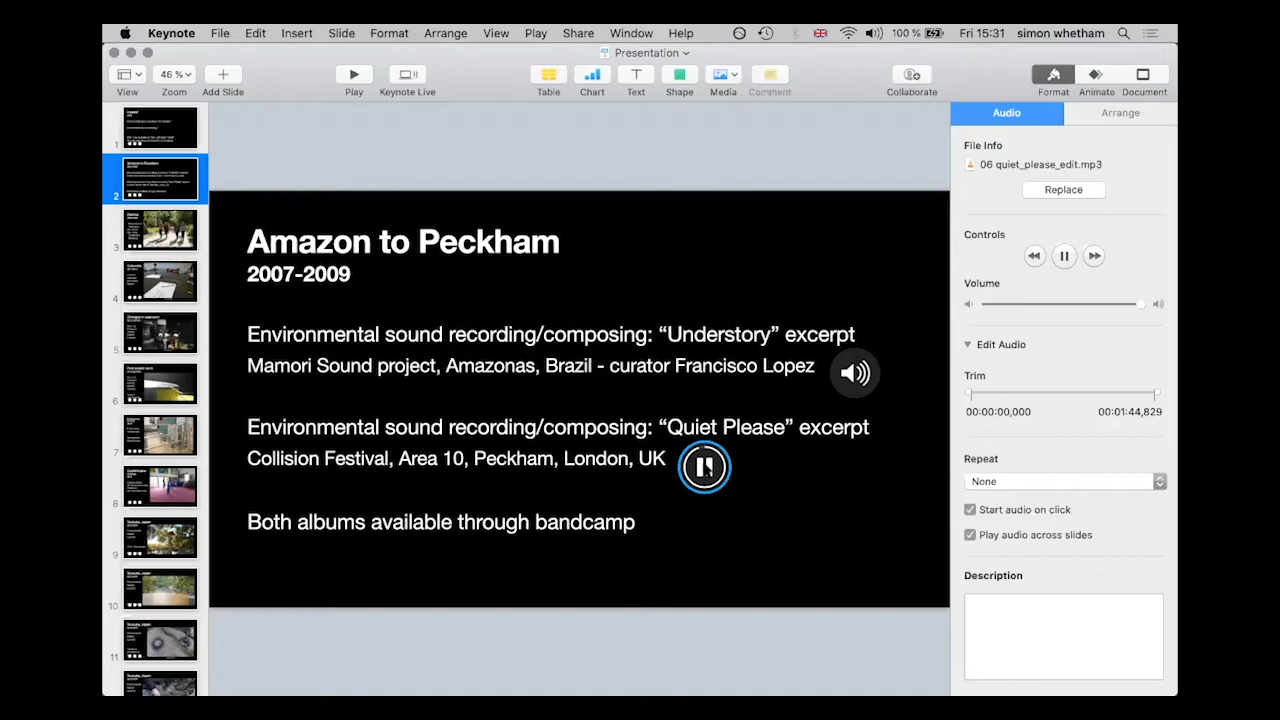 Keynote File Edit Insert Slide Format Arrange View Play Share Window Help 100 % Fri 15:31 simon whetham
Presentation
46 %
View Zoom Add Slide Play Keynote Live Table Chart Text Shape Media Comment Collaborate Format Animate Document
Audio Arrange
File Info
06 quiet_please_edit.mp3
Replace
Controls
Volume
Edit Audio
Trim
00:00:00,000 00:01:44,829
Repeat
None
Start audio on click
Play audio across slides
Description
1
2
3
4
5
6
7
8
9
10
11
Amazon to Peckham
2007-2009
Environmental sound recording/composing: “Understory” excerpt
Mamori Sound project, Amazonas, Brazil - curator Francisco Lopez
Environmental sound recording/composing: “Quiet Please” excerpt
Collision Festival, Area 10, Peckham, London, UK
Both albums available through bandcamp